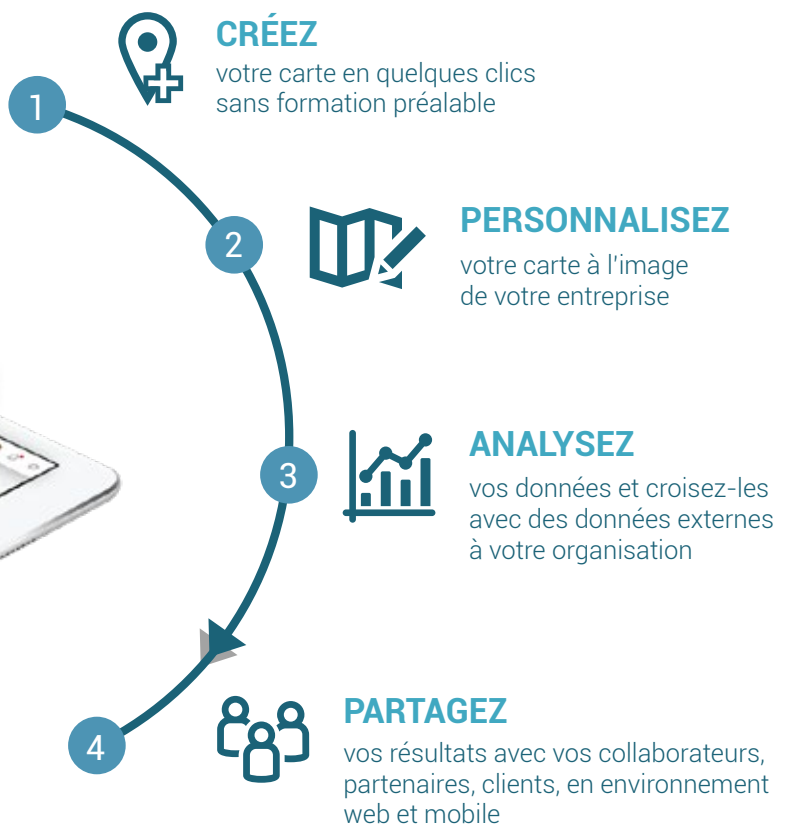 1
CRÉEZ
votre carte en quelques clics
sans formation préalable
2
PERSONNALISEZ
votre carte à l'image
de votre entreprise
3
ANALYSEZ
vos données et croisez-les
avec des données externes
à votre organisation
4
PARTAGEZ
vos résultats avec vos collaborateurs,
partenaires, clients, en environnement
web et mobile